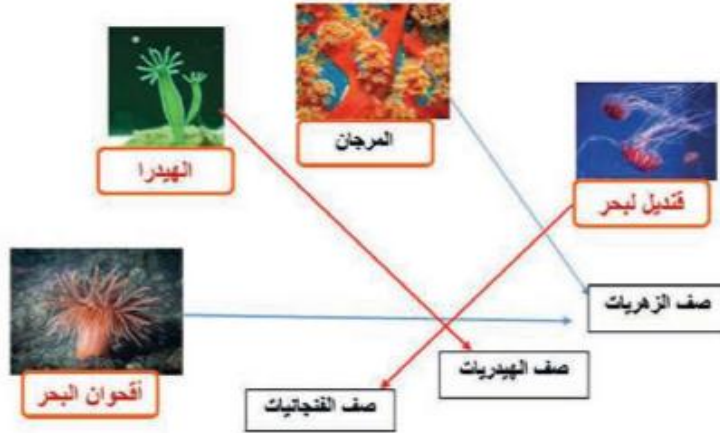 المرجان
الهيدرا
قنديل لبحر
صف الزهريات
صف الهيدريات
أقحوان البحر
صف الفنجانيات